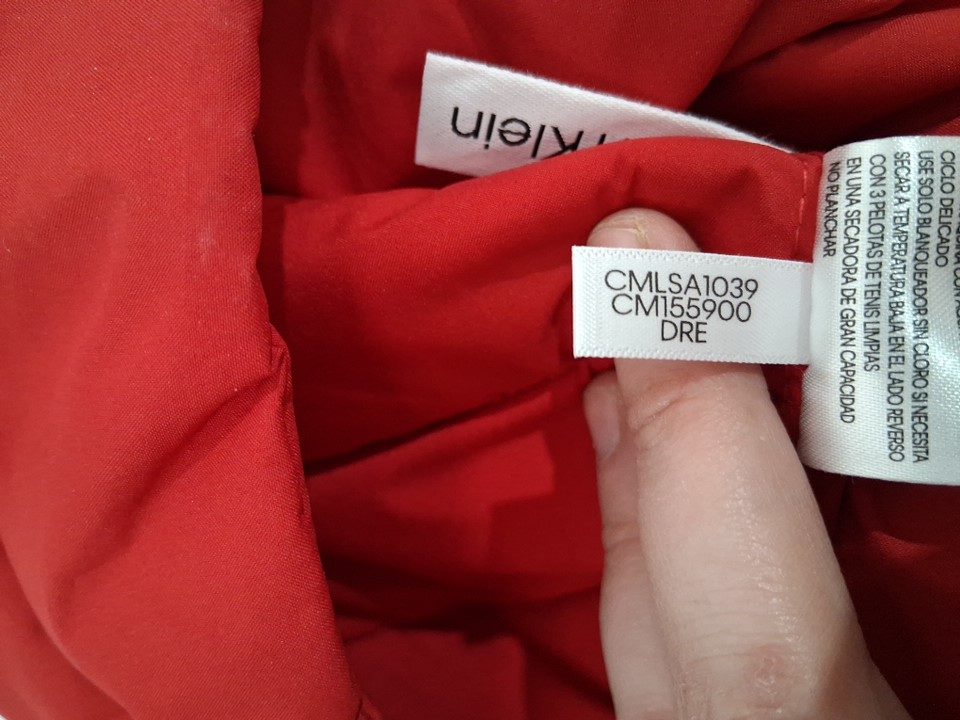 Klein
CMLSA1039
CM155900
DRE
CICLO DELICADO
USE SOLO BLANQUEADOR SIN CLORO SI NECESITA
SECAR A TEMPERATURA BAJA EN EL LADO REVERSO
CON 3 PELOTAS DE TENIS LIMPIAS
EN UNA SECADORA DE GRAN CAPACIDAD
NO PLANCHAR